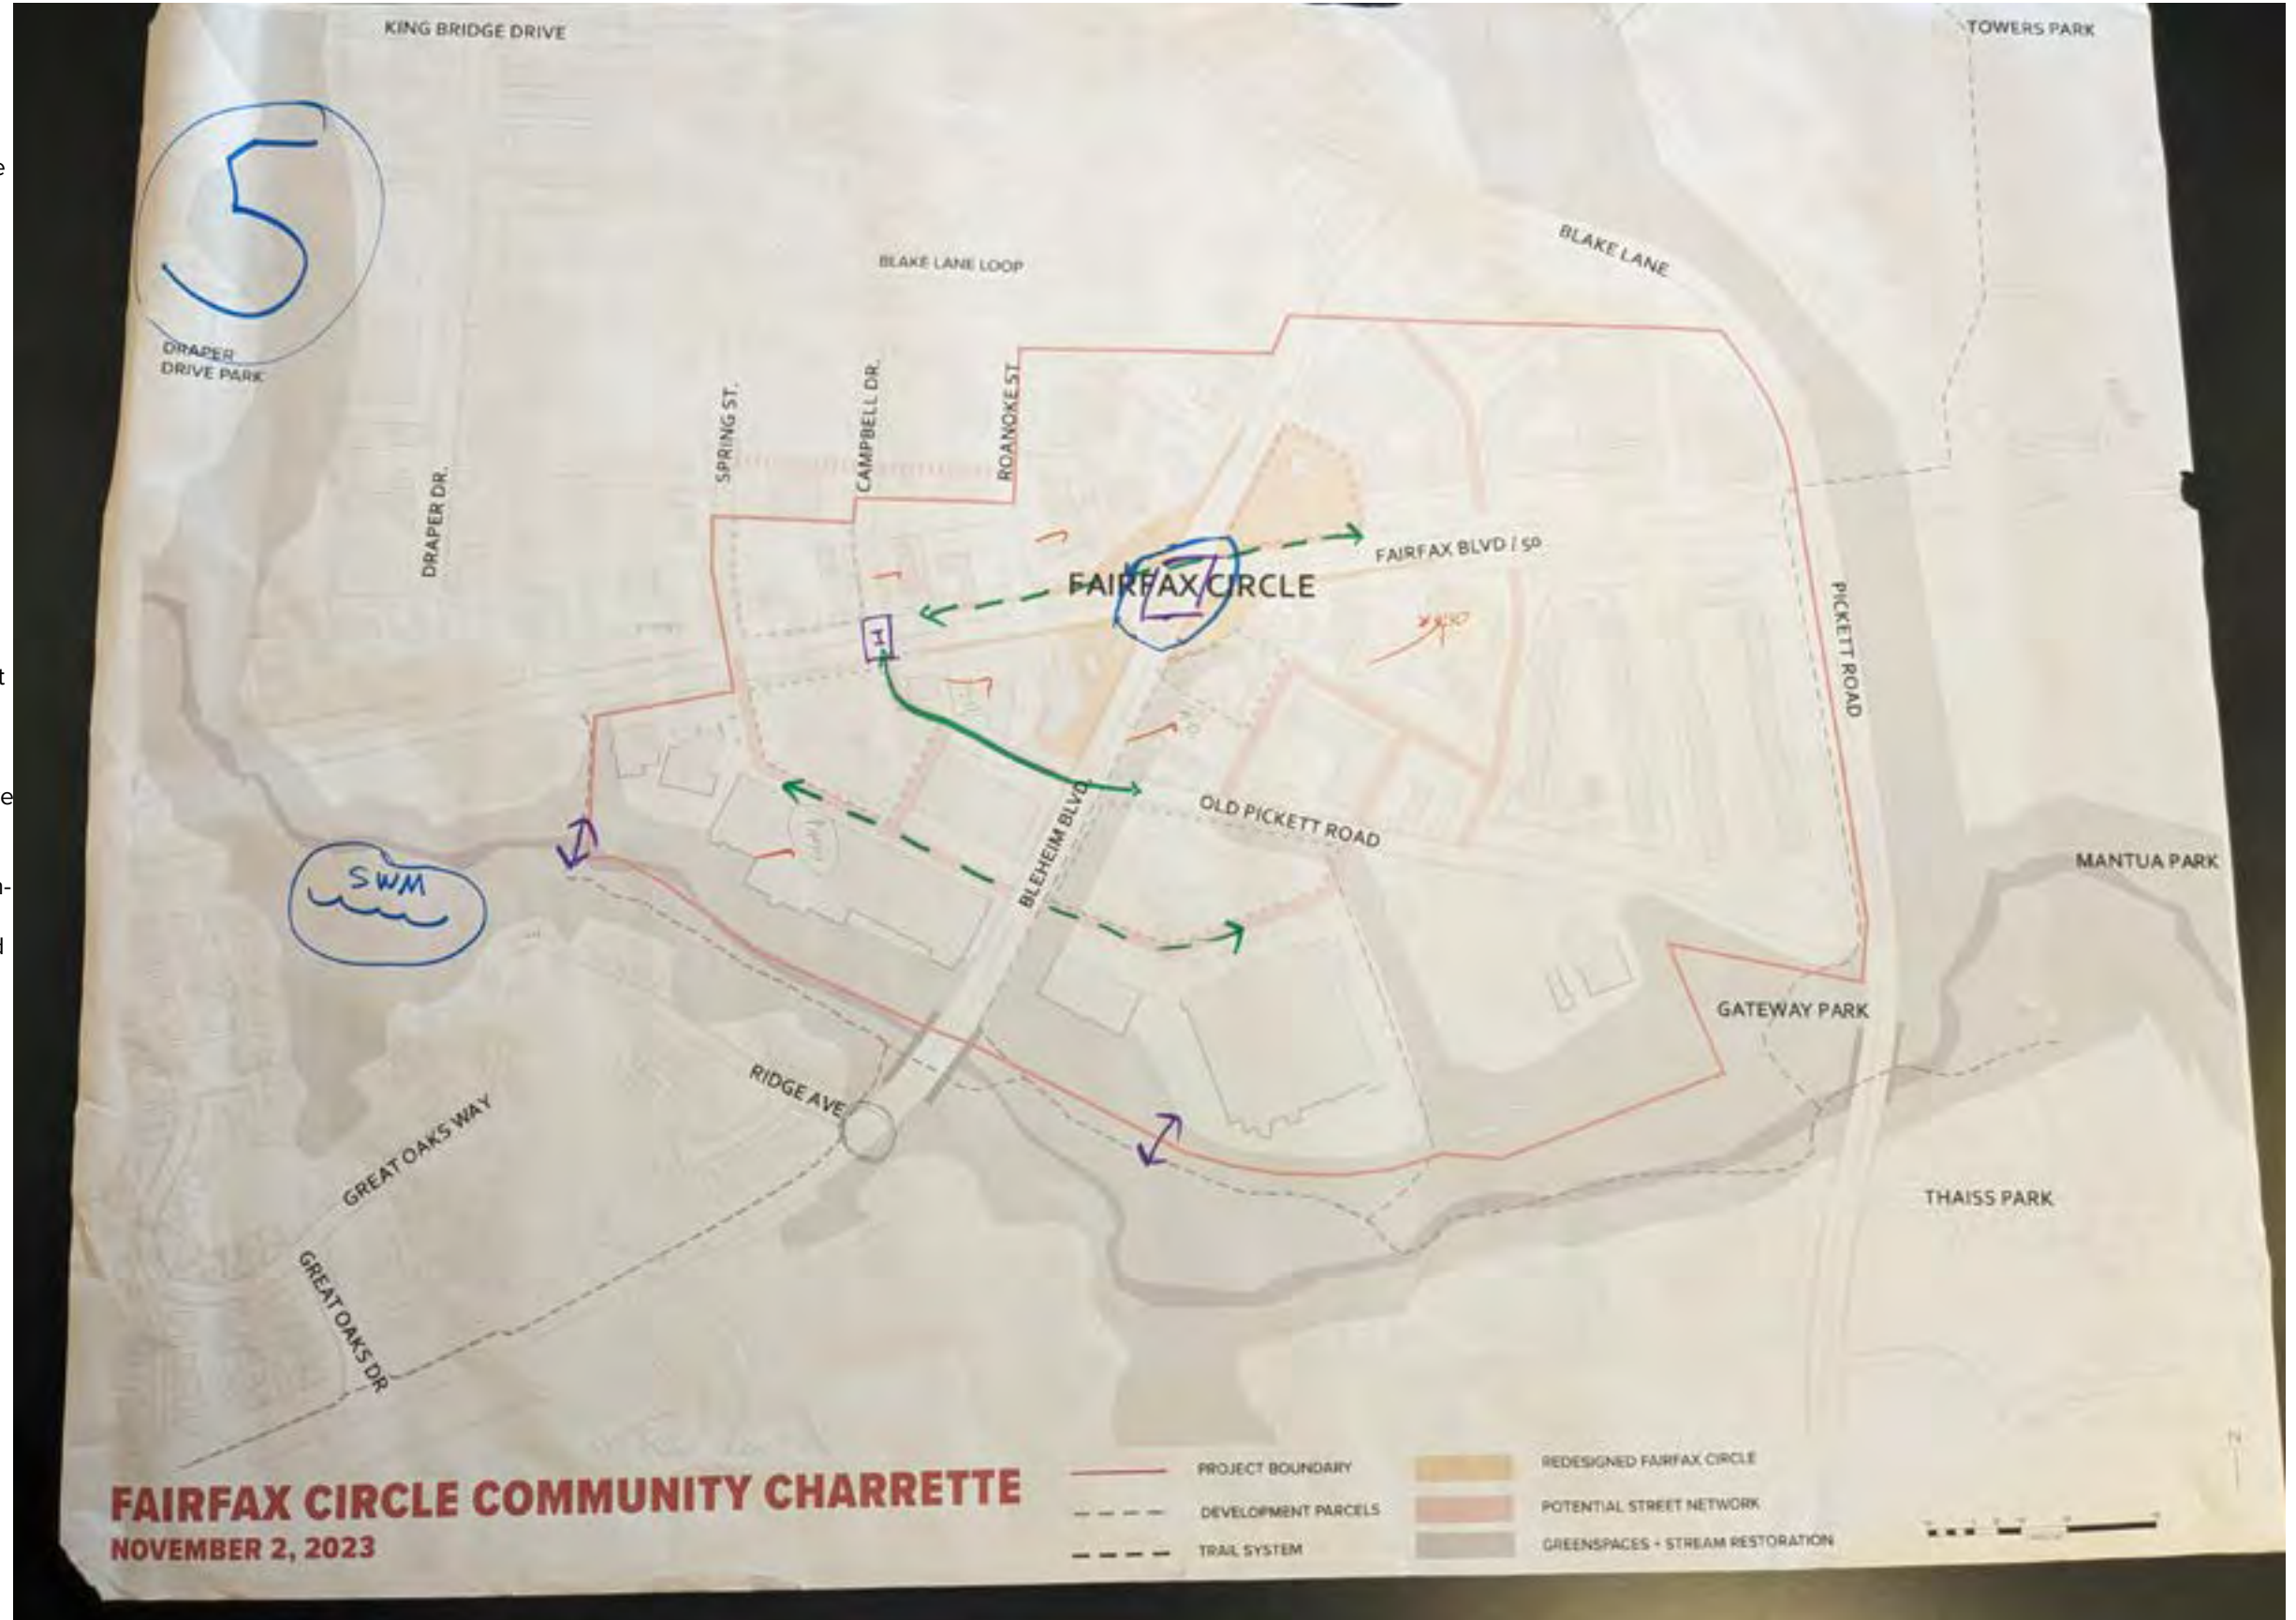 KING BRIDGE DRIVE
TOWERS PARK
5
DRAPER
DRIVE PARK
BLAKE LANE LOOP
BLAKE LANE
SPRING ST.
CAMPBELL DR.
ROANOKE ST
DRAPER DR.
FAIRFAX BLVD / 50
FAIRFAX CIRCLE
PICKETT ROAD
OLD PICKETT ROAD
BLEHEIM BLVD.
MANTUA PARK
SWM
GATEWAY PARK
RIDGE AVE
GREAT OAKS WAY
THAISS PARK
GREAT OAKS DR
N
FAIRFAX CIRCLE COMMUNITY CHARRETTE
NOVEMBER 2, 2023
PROJECT BOUNDARY
DEVELOPMENT PARCELS
TRAIL SYSTEM
REDESIGNED FAIRFAX CIRCLE
POTENTIAL STREET NETWORK
GREENSPACES + STREAM RESTORATION